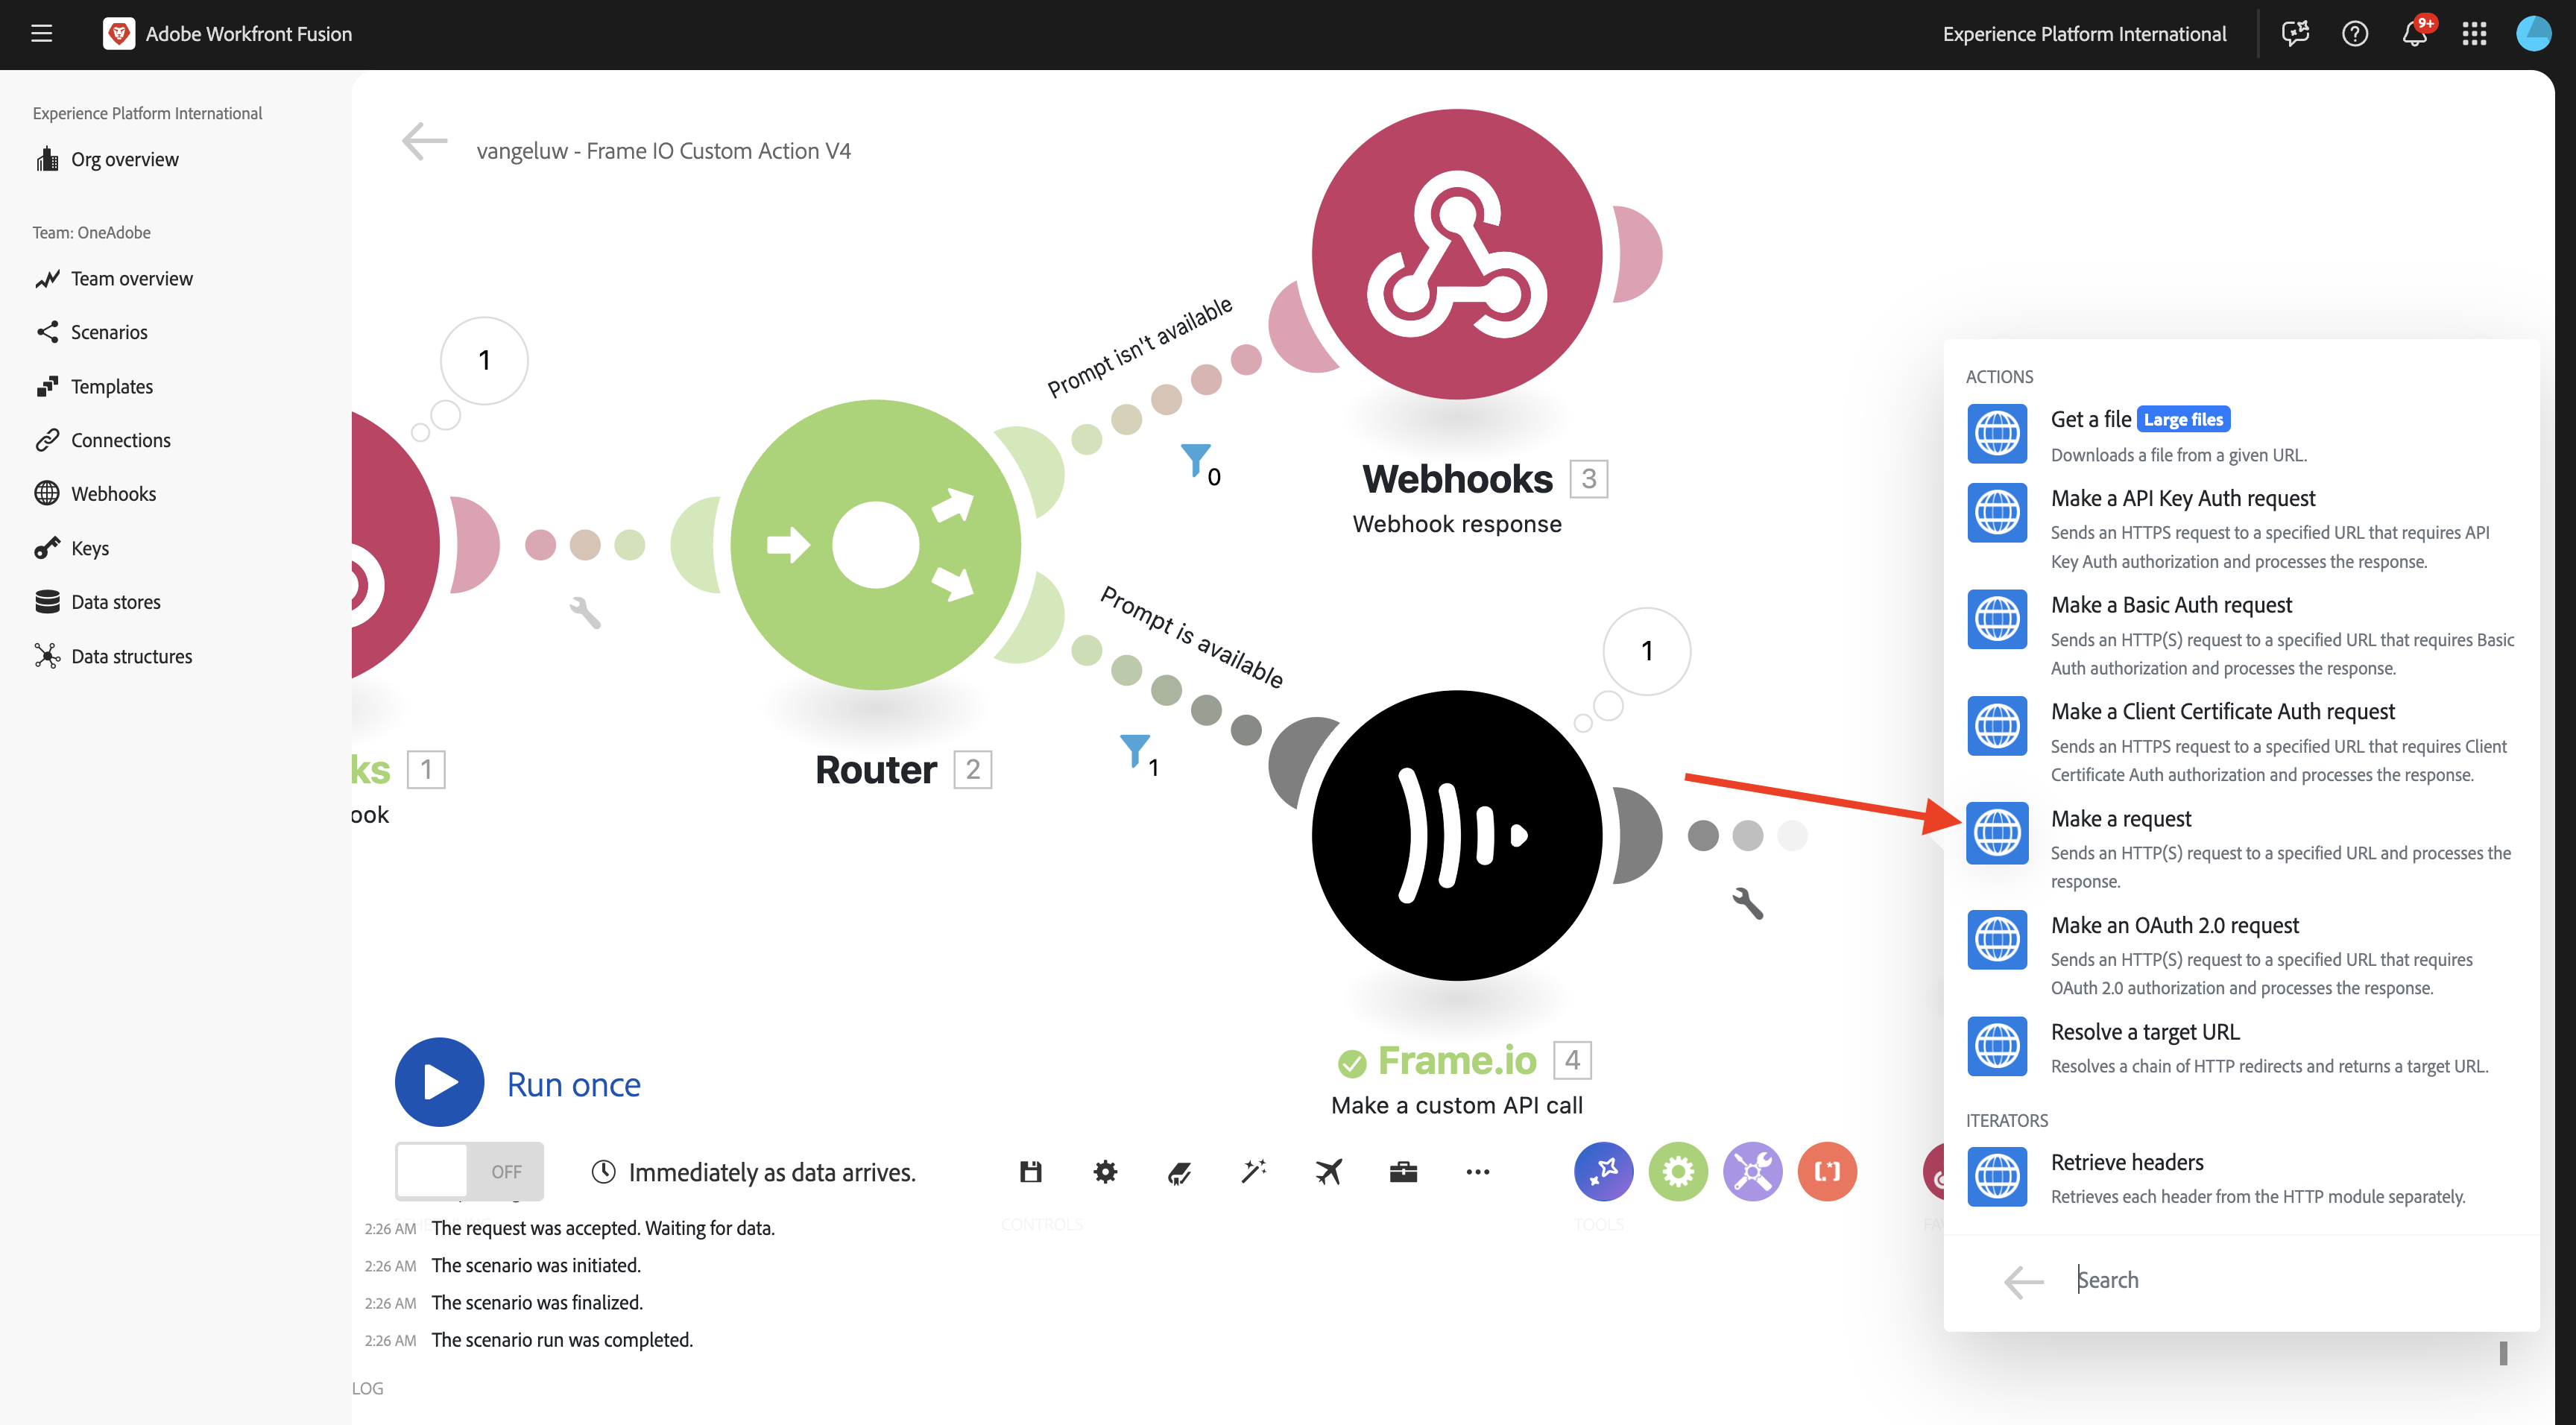 Adobe Workfront Fusion
Experience Platform International
9+
Experience Platform International
Org overview
Team: OneAdobe
Team overview
Scenarios
Templates
Connections
Webhooks
Keys
Data stores
Data structures
vangeluw - Frame IO Custom Action V4
1
ks 1
ook
Router 2
Prompt isn't available
0
Webhooks 3
Webhook response
Prompt is available
1
1
Frame.io 4
Make a custom API call
Run once
OFF
Immediately as data arrives.
CONTROLS
TOOLS
2:26 AM The request was accepted. Waiting for data.
2:26 AM The scenario was initiated.
2:26 AM The scenario was finalized.
2:26 AM The scenario run was completed.
LOG
ACTIONS
Get a file Large files
Downloads a file from a given URL.
Make a API Key Auth request
Sends an HTTPS request to a specified URL that requires API
Key Auth authorization and processes the response.
Make a Basic Auth request
Sends an HTTP(S) request to a specified URL that requires Basic
Auth authorization and processes the response.
Make a Client Certificate Auth request
Sends an HTTPS request to a specified URL that requires Client
Certificate Auth authorization and processes the response.
Make a request
Sends an HTTP(S) request to a specified URL and processes the
response.
Make an OAuth 2.0 request
Sends an HTTP(S) request to a specified URL that requires
OAuth 2.0 authorization and processes the response.
Resolve a target URL
Resolves a chain of HTTP redirects and returns a target URL.
ITERATORS
Retrieve headers
Retrieves each header from the HTTP module separately.
Search